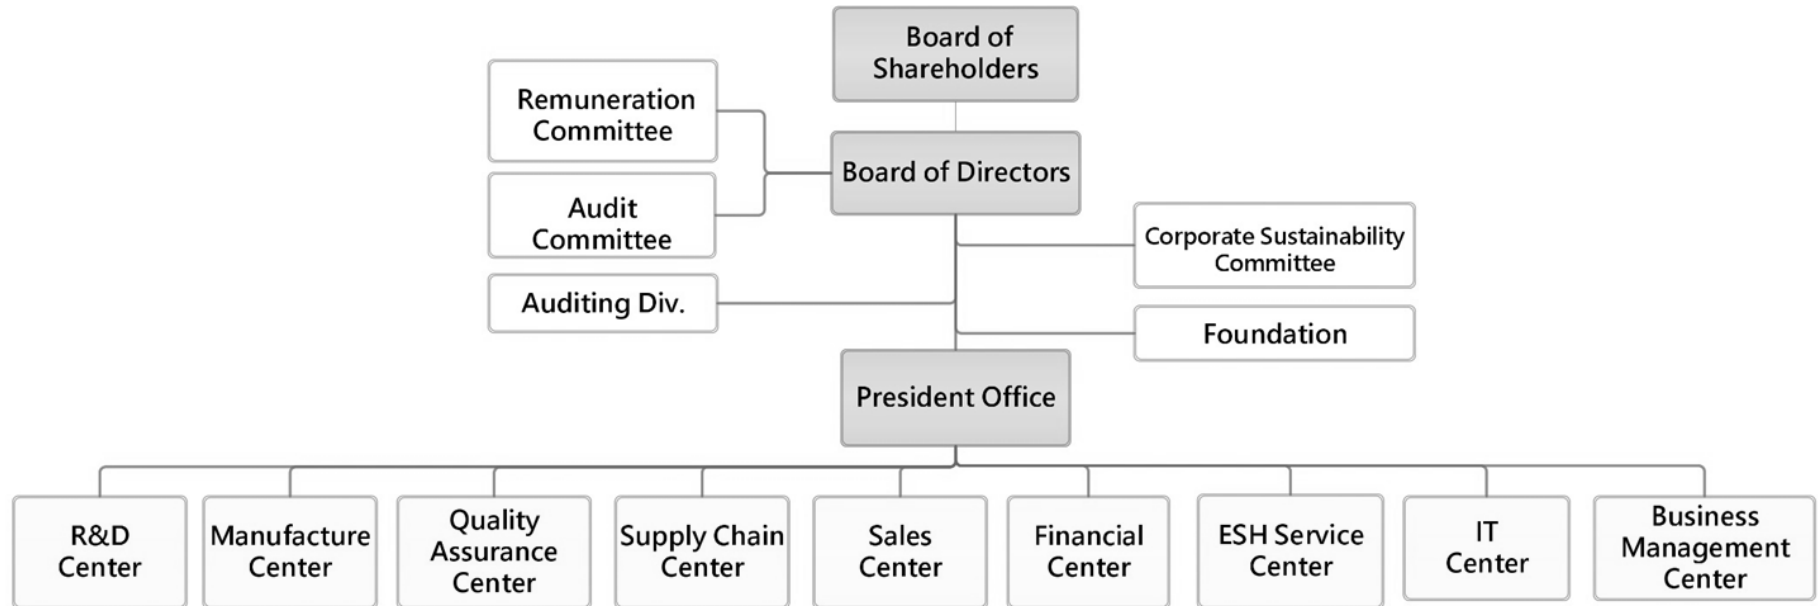 Board of
Shareholders
Remuneration
Committee
Board of Directors
Audit
Committee
Corporate Sustainability
Committee
Auditing Div.
Foundation
President Office
R&D
Center
Manufacture
Center
Quality
Assurance
Center
Supply Chain
Center
Sales
Center
Financial
Center
ESH Service
Center
IT
Center
Business
Management
Center